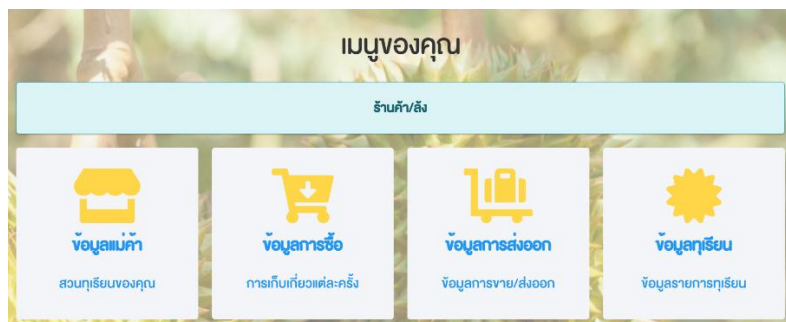 เมนูของคุณ
ร้านค้า/ล้ง
ข้อมูลแม่ค้า
สวนทุเรียนของคุณ
ข้อมูลการซื้อ
การเก็บเกี่ยวแต่ละครั้ง
ข้อมูลการส่งออก
ข้อมูลการขาย/ส่งออก
ข้อมูลทุเรียน
ข้อมูลรายการทุเรียน